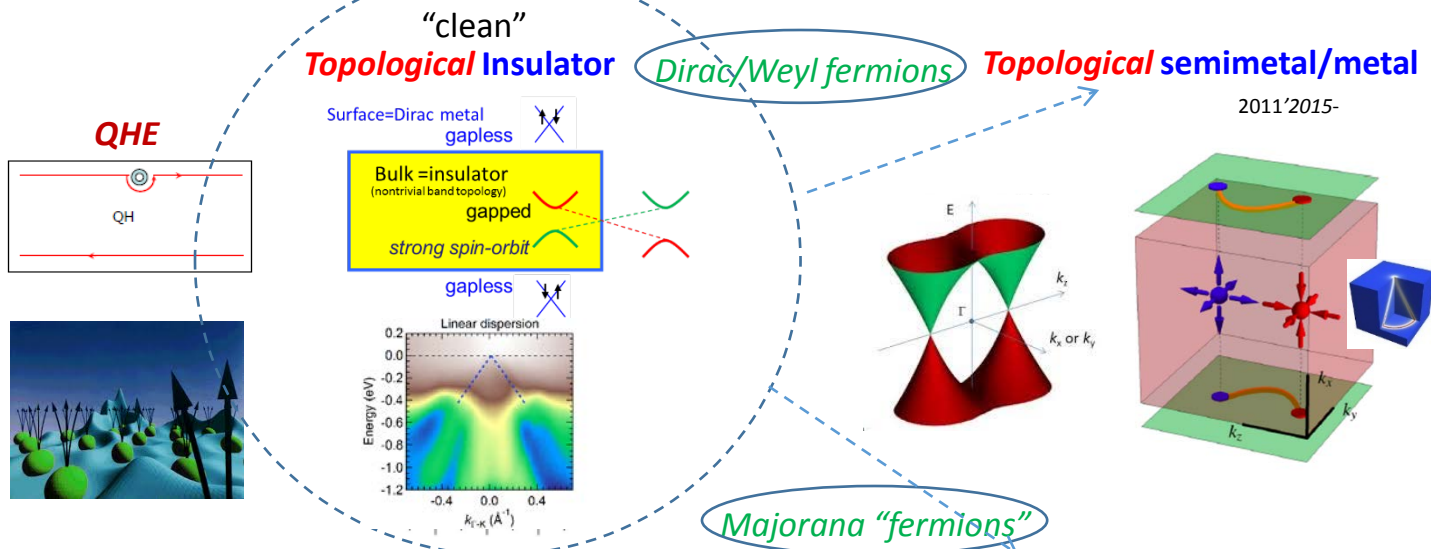 “clean”
Topological Insulator
Dirac/Weyl fermions
Topological semimetal/metal
2011’2015-
QHE
QH
Surface=Dirac metal
gapless
Bulk =insulator
(nontrivial band topology)
gapped
strong spin-orbit
gapless
Linear dispersion
Energy (eV)
0.2
0.0
-0.2
-0.4
-0.6
-0.8
-1.0
-1.2
-0.4 0.0 0.4
kΓ-K (Å⁻¹)
E
kz
Γ
kx or ky
kx
ky
kz
Majorana “fermions”